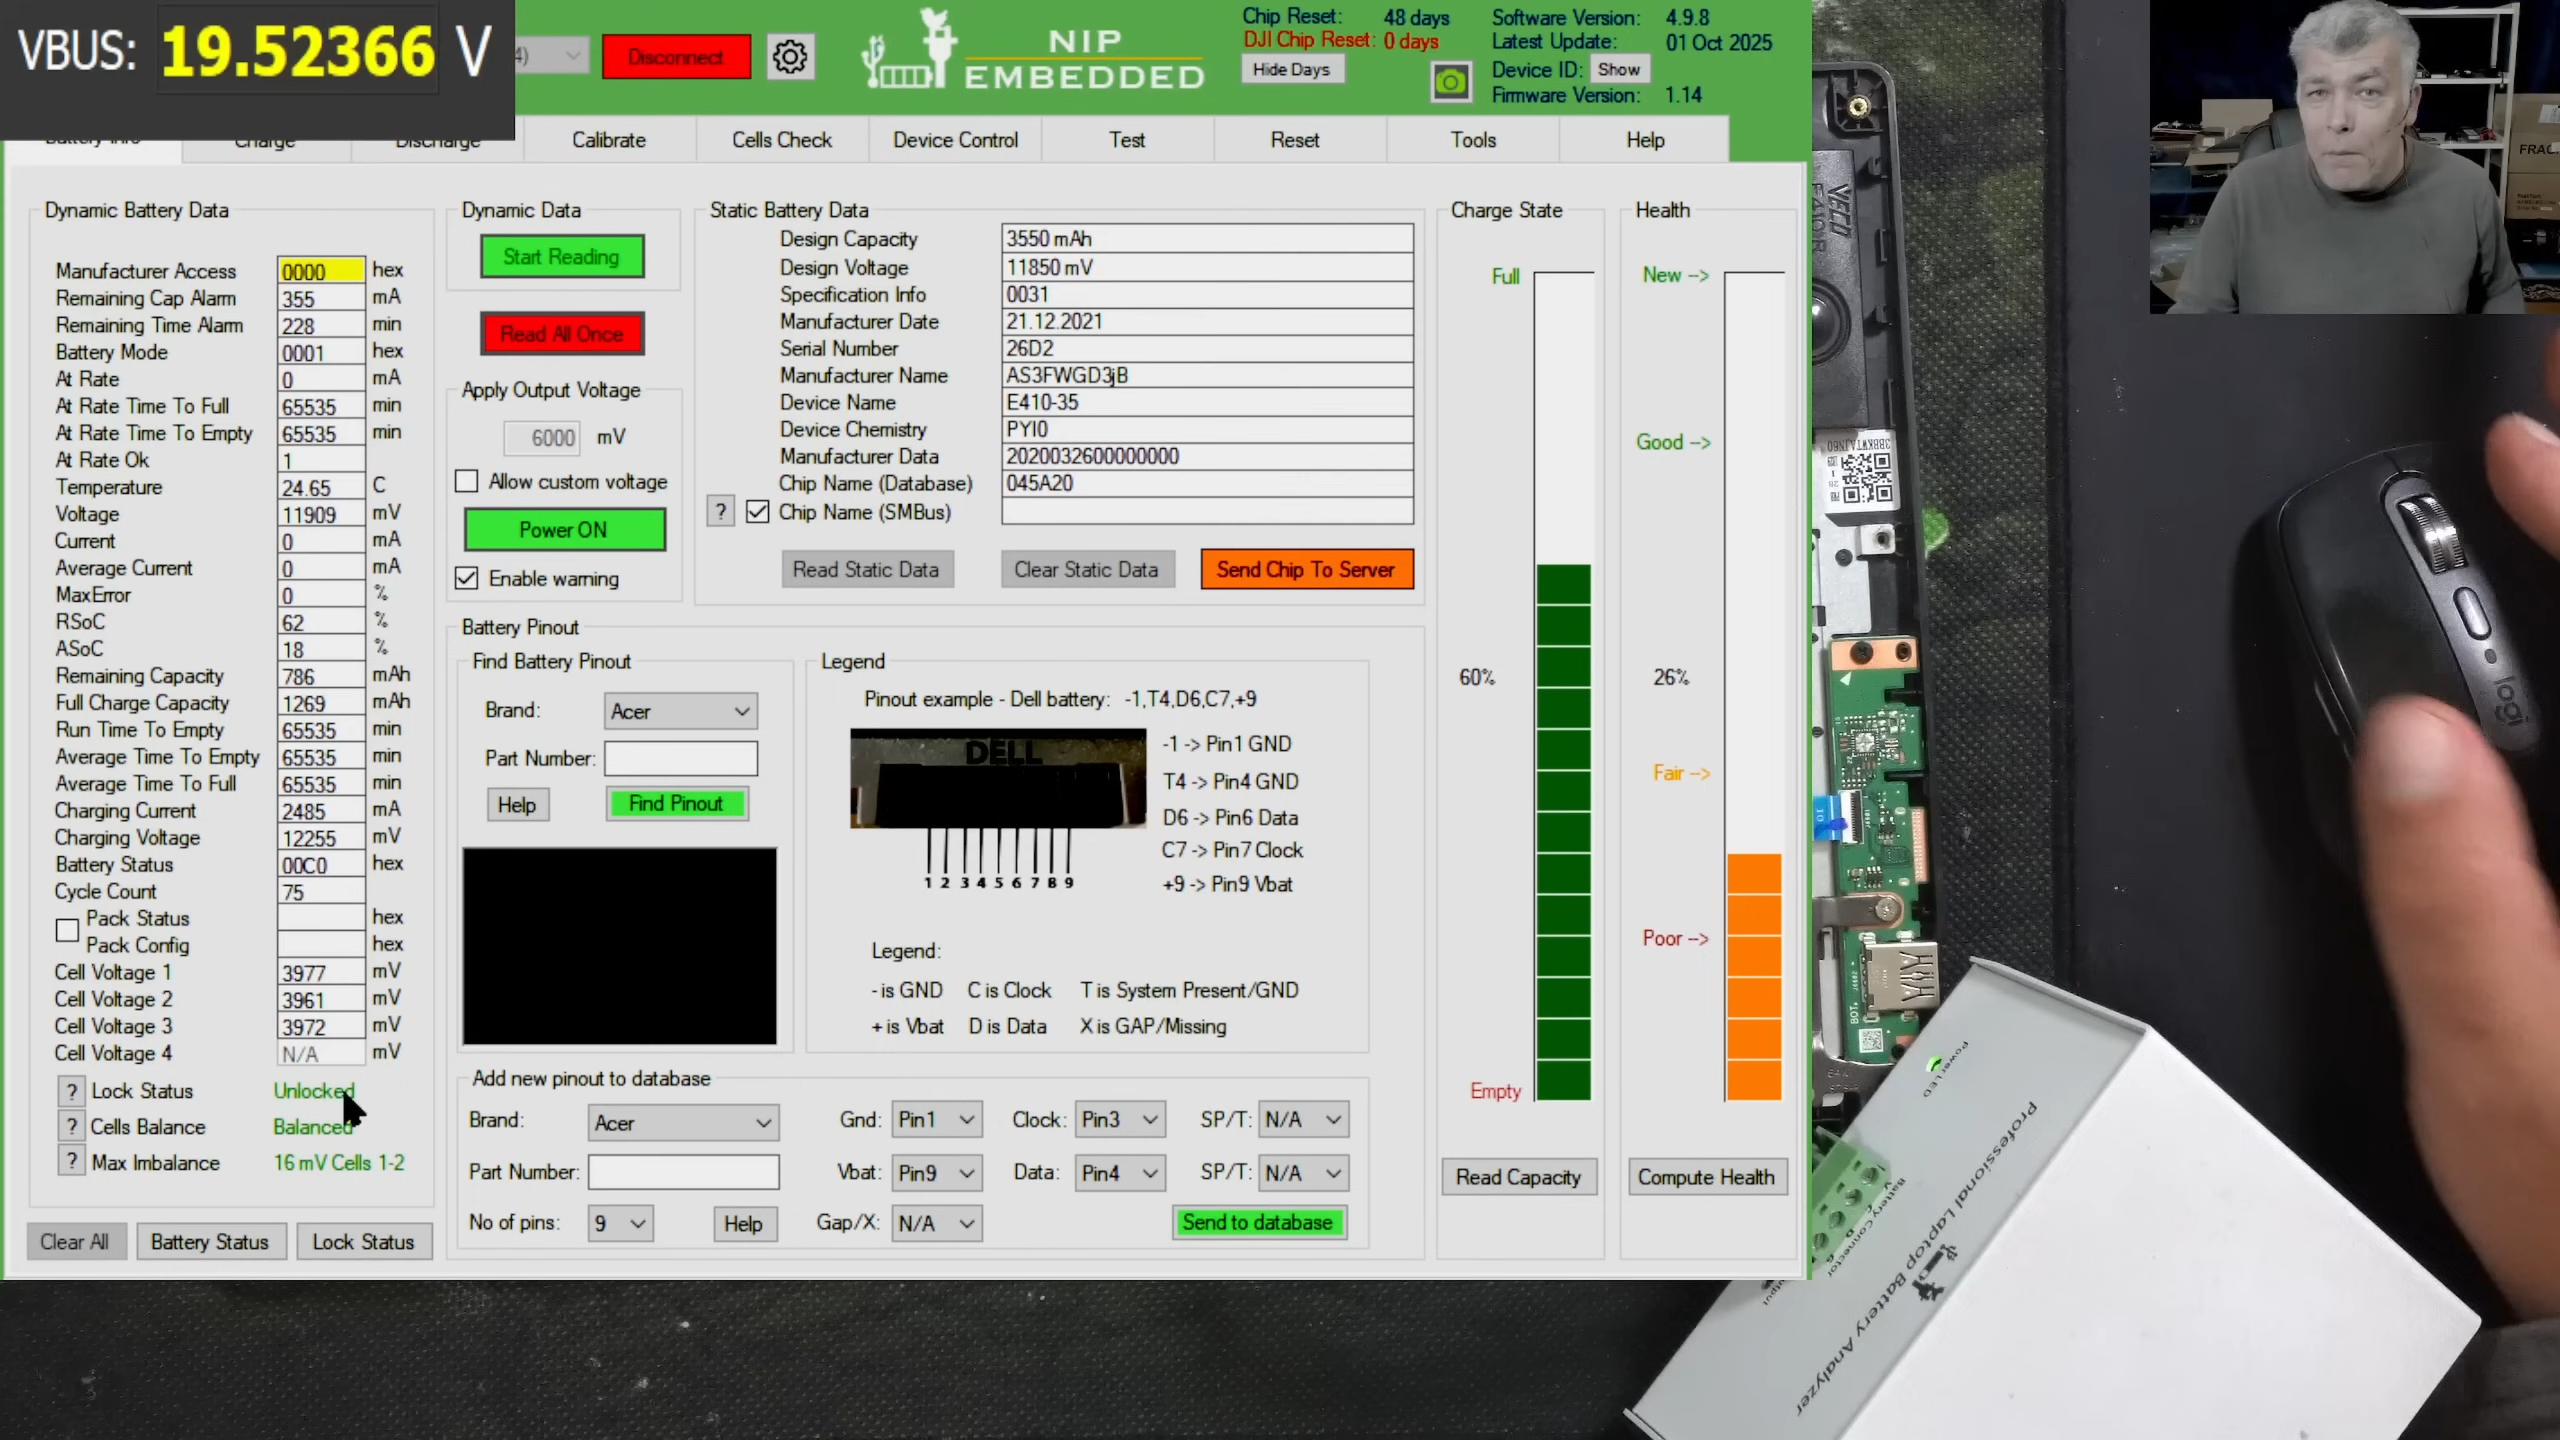 VBUS: 19.52366 V
4)
Disconnect
NIP
EMBEDDED
Chip Reset: 48 days
DJI Chip Reset: 0 days
Hide Days
Software Version: 4.9.8
Latest Update: 01 Oct 2025
Device ID: Show
Firmware Version: 1.14
Battery Info
Charge
Discharge
Calibrate
Cells Check
Device Control
Test
Reset
Tools
Help
Dynamic Battery Data
Manufacturer Access 0000 hex
Remaining Cap Alarm 355 mA
Remaining Time Alarm 228 min
Battery Mode 0001 hex
At Rate 0 mA
At Rate Time To Full 65535 min
At Rate Time To Empty 65535 min
At Rate Ok 1
Temperature 24.65 C
Voltage 11909 mV
Current 0 mA
Average Current 0 mA
MaxError 0 %
RSoC 62 %
ASoC 18 %
Remaining Capacity 786 mAh
Full Charge Capacity 1269 mAh
Run Time To Empty 65535 min
Average Time To Empty 65535 min
Average Time To Full 65535 min
Charging Current 2485 mA
Charging Voltage 12255 mV
Battery Status 00C0 hex
Cycle Count 75
Pack Status hex
Pack Config hex
Cell Voltage 1 3977 mV
Cell Voltage 2 3961 mV
Cell Voltage 3 3972 mV
Cell Voltage 4 N/A mV
? Lock Status Unlocked
? Cells Balance Balanced
? Max Imbalance 16 mV Cells 1-2
Clear All
Battery Status
Lock Status
Dynamic Data
Start Reading
Read All Once
Apply Output Voltage
6000 mV
Allow custom voltage
Power ON
Enable warning
Static Battery Data
Design Capacity 3550 mAh
Design Voltage 11850 mV
Specification Info 0031
Manufacturer Date 21.12.2021
Serial Number 26D2
Manufacturer Name AS3FWGD3jB
Device Name E410-35
Device Chemistry PYI0
Manufacturer Data 2020032600000000
Chip Name (Database) 045A20
? Chip Name (SMBus)
Read Static Data
Clear Static Data
Send Chip To Server
Battery Pinout
Find Battery Pinout
Brand: Acer
Part Number:
Help
Find Pinout
Legend
Pinout example - Dell battery: -1,T4,D6,C7,+9
DELL
1 2 3 4 5 6 7 8 9
-1 -> Pin1 GND
T4 -> Pin4 GND
D6 -> Pin6 Data
C7 -> Pin7 Clock
+9 -> Pin9 Vbat
Legend:
- is GND C is Clock T is System Present/GND
+ is Vbat D is Data X is GAP/Missing
Add new pinout to database
Brand: Acer
Gnd: Pin1
Clock: Pin3
SP/T: N/A
Part Number:
Vbat: Pin9
Data: Pin4
SP/T: N/A
No of pins: 9
Help
Gap/X: N/A
Send to database
Charge State
Full
60%
Empty
Read Capacity
Health
New -->
Good -->
26%
Fair -->
Poor -->
Compute Health
FRAG
VECO
logi
BOT
Power LED
Professional Laptop Battery Analyzer
Battery Connector